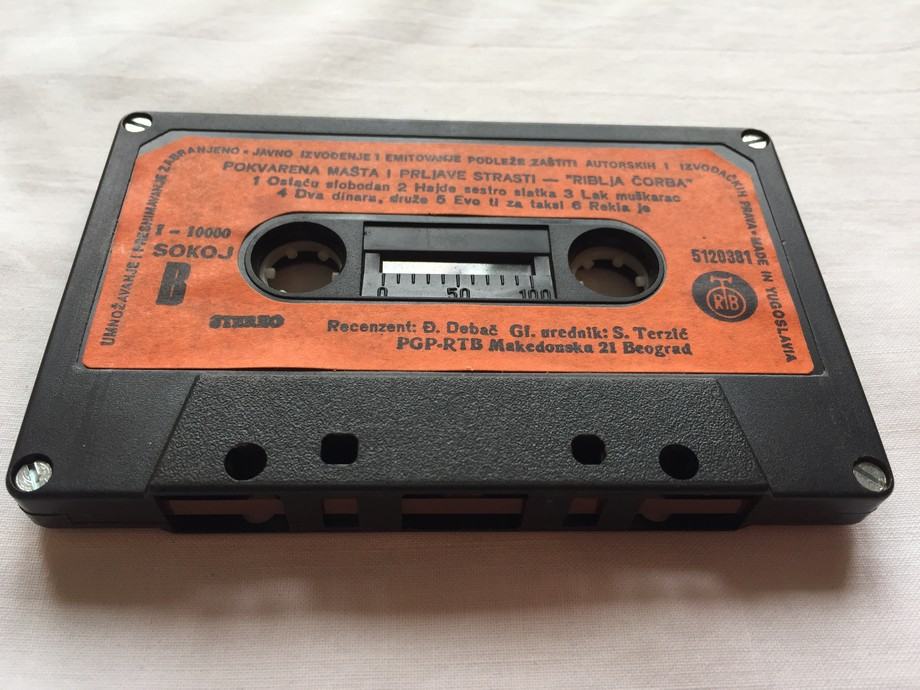 UMNOŽAVANJE I PRESNIMAVANJE ZABRANJENO • JAVNO IZVOĐENJE I EMITOVANJE PODLEŽE ZAŠTITI AUTORSKIH I IZVOĐAČKIH PRAVA • MADE IN YUGOSLAVIA
POKVARENA MAŠTA I PRLJAVE STRASTI — "RIBLJA ČORBA"
1 Ostaću slobodan 2 Hajde sestro slatka 3 Lak muškarac
4 Dva dinara, druže 5 Evo ti za taksi 6 Rekla je
1 - 10000
SOKOJ
B
5120381
RTB
0 50 100
STEREO
Recenzent: Đ. Debač Gl. urednik: S. Terzić
PGP-RTB Makedonska 21 Beograd